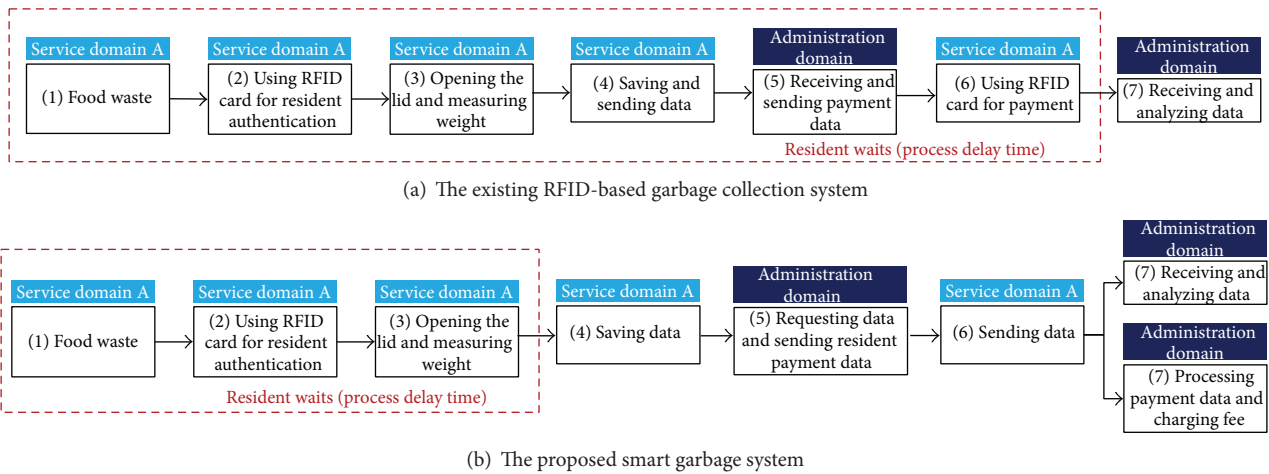 Service domain A
(1) Food waste
Service domain A
(2) Using RFID
card for resident
authentication
Service domain A
(3) Opening the
lid and measuring
weight
Service domain A
(4) Saving and
sending data
Administration
domain
(5) Receiving and
sending payment
data
Service domain A
(6) Using RFID
card for payment
Administration
domain
(7) Receiving and
analyzing data
Resident waits (process delay time)
(a) The existing RFID-based garbage collection system
Service domain A
(1) Food waste
Service domain A
(2) Using RFID
card for resident
authentication
Service domain A
(3) Opening the
lid and measuring
weight
Resident waits (process delay time)
Service domain A
(4) Saving data
Administration
domain
(5) Requesting data
and sending resident
payment data
Service domain A
(6) Sending data
Administration
domain
(7) Receiving and
analyzing data
Administration
domain
(7) Processing
payment data and
charging fee
(b) The proposed smart garbage system